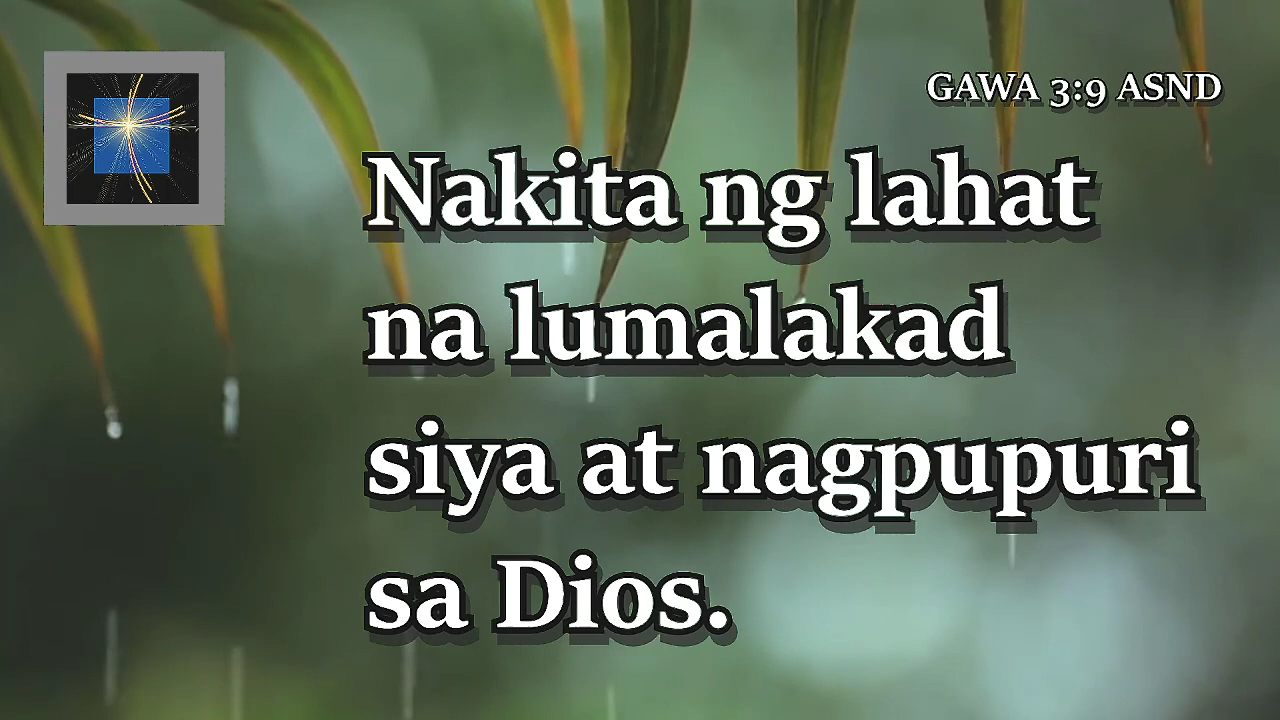 GAWA 3:9 ASND
Nakita ng lahat
na lumalakad
siya at nagpupuri
sa Dios.